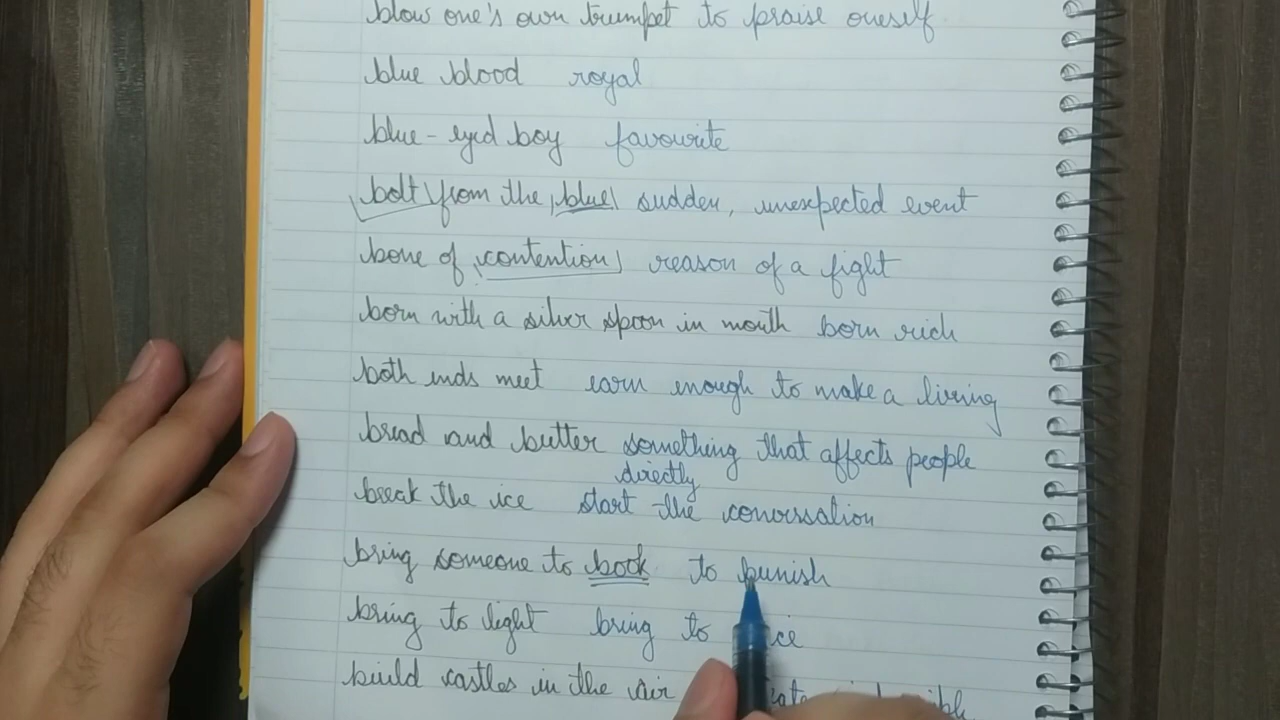 blow one's own trumpet to praise oneself
blue blood royal
blue-eyed boy favourite
bolt from the blue sudden, unexpected event
bone of contention reason of a fight
born with a silver spoon in mouth born rich
both ends meet earn enough to make a living
bread and butter something that affects people
directly
break the ice start the conversation
bring someone to book to punish
bring to light bring to
build castles in the air